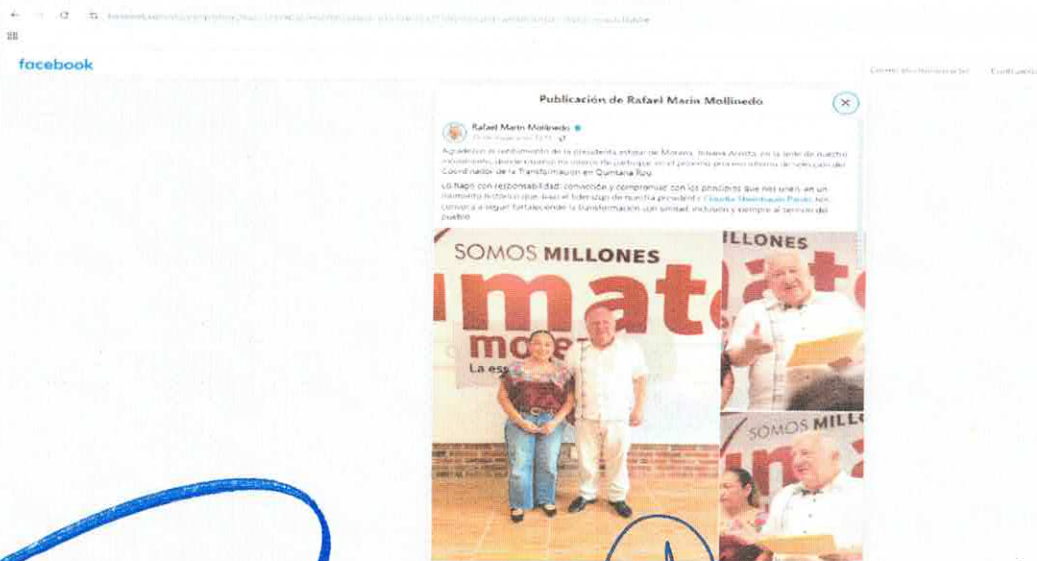 facebook
Publicación de Rafael Marín Mollinedo
Rafael Marín Mollinedo
Agradezco el recibimiento de la presidenta estatal de Morena, Acosta, en la sede de nuestro
movimiento, donde mi interés de participar en el próximo proceso interno de selección del
Coordinador de la Transformación en Quintana Roo.
Lo hago con responsabilidad, convicción y compromiso con los principios que nos unen, en un
momento histórico que, bajo el liderazgo de nuestra presidenta Claudia Sheinbaum Pardo, nos
convoca a seguir fortaleciendo la transformación con unidad, inclusión y siempre al servicio del
pueblo.
SOMOS MILLONES
mat
more
La es
ILLONES
SOMOS MILL